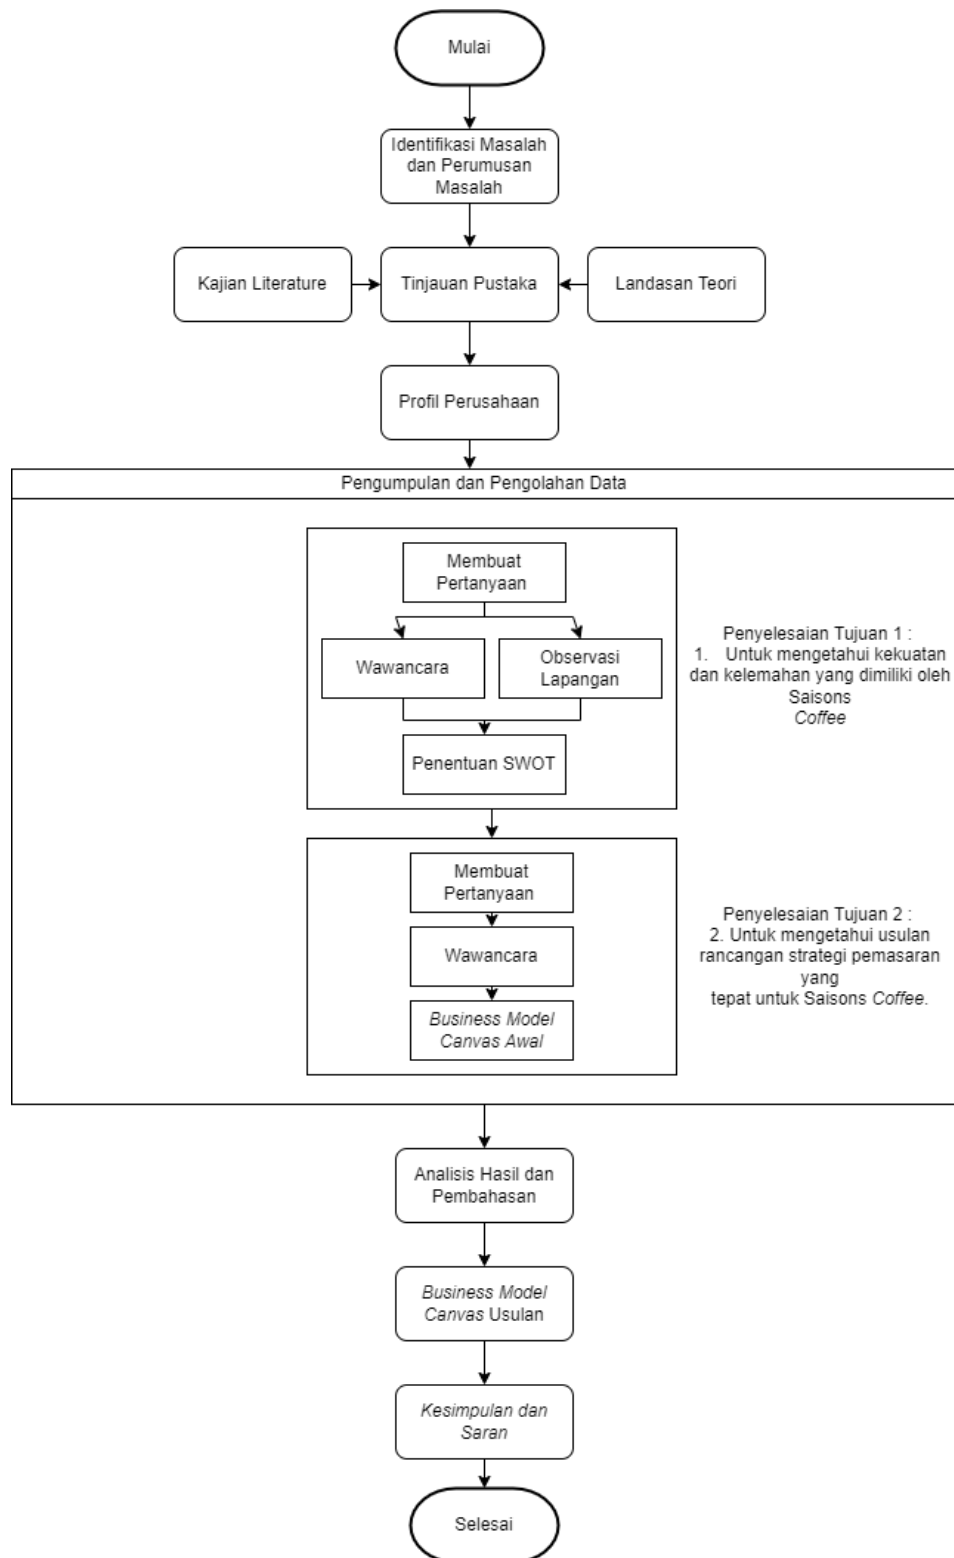 Mulai
Identifikasi Masalah
dan Perumusan
Masalah
Kajian Literature
Tinjauan Pustaka
Landasan Teori
Profil Perusahaan
Pengumpulan dan Pengolahan Data
Membuat
Pertanyaan
Wawancara
Observasi
Lapangan
Penentuan SWOT
Penyelesaian Tujuan 1 :
1. Untuk mengetahui kekuatan
dan kelemahan yang dimiliki oleh
Saisons
Coffee
Membuat
Pertanyaan
Wawancara
Business Model
Canvas Awal
Penyelesaian Tujuan 2 :
2. Untuk mengetahui usulan
rancangan strategi pemasaran
yang
tepat untuk Saisons Coffee.
Analisis Hasil dan
Pembahasan
Business Model
Canvas Usulan
Kesimpulan dan
Saran
Selesai